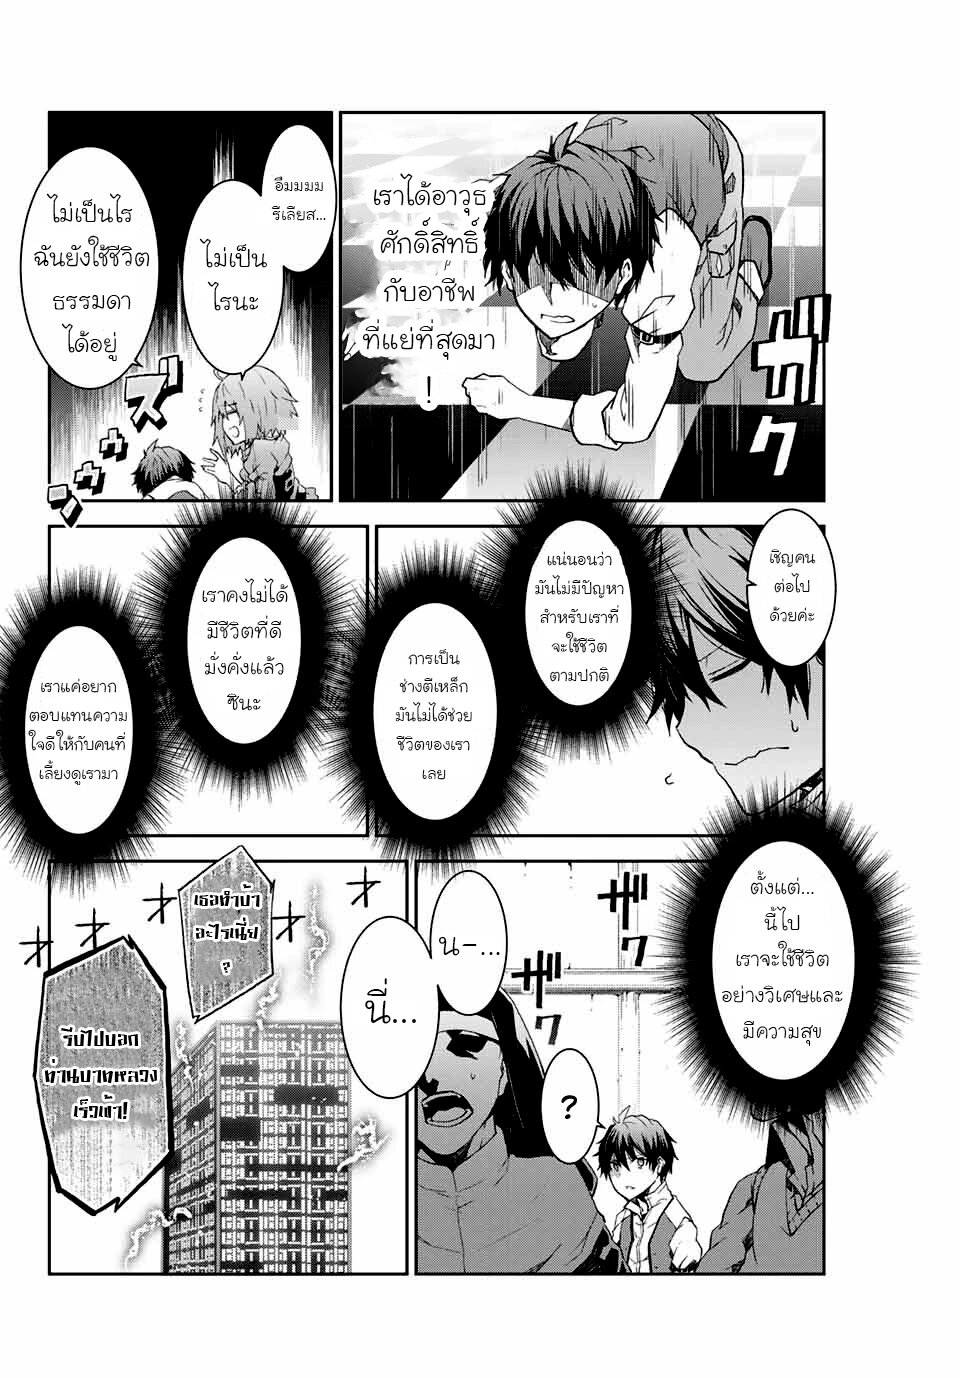 เราได้อาวุธ
ศักดิ์สิทธิ์
กับอาชีพ
ที่แย่ที่สุดมา
!
ガ
ク
อืมมมม
รีเลียส...
ไม่เป็น
ไรนะ
ไม่เป็นไร
ฉันยังใช้ชีวิต
ธรรมดา
ได้อยู่
ズ
เชิญคน
ต่อไป
ด้วยค่ะ
แน่นอนว่า
มันไม่มีปัญหา
สำหรับเราที่
จะใช้ชีวิต
ตามปกติ
การเป็น
ช่างตีเหล็ก
มันไม่ได้ช่วย
ชีวิตของเรา
เลย
เราคงไม่ได้
มีชีวิตที่ดี
มั่งคั่งแล้ว
ซินะ
เราแค่อยาก
ตอบแทนความ
ใจดีให้กับคนที่
เลี้ยงดูเรามา
ตั้งแต่...
นี้ไป
เราจะใช้ชีวิต
อย่างวิเศษและ
มีความสุข
ザ
ザ
น-...
นี่...
?
เธอทำบ้า
อะไรเนี่ย
?
รีบไปบอก
ท่านบาทหลวง
เร็วเข้า!